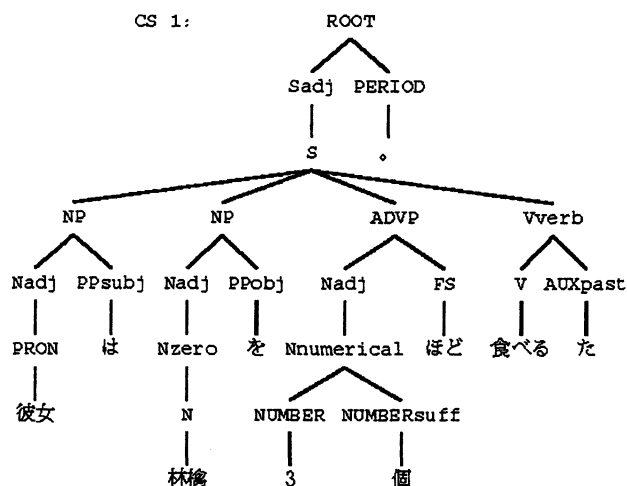 CS 1: ROOT
Sadj PERIOD
S 。
NP NP ADVP Vverb
Nadj PPsubj Nadj PPobj Nadj FS V AUXpast
PRON は Nzero を Nnumerical ほど 食べる た
彼女 N NUMBER NUMBERsuff
林檎 3 個